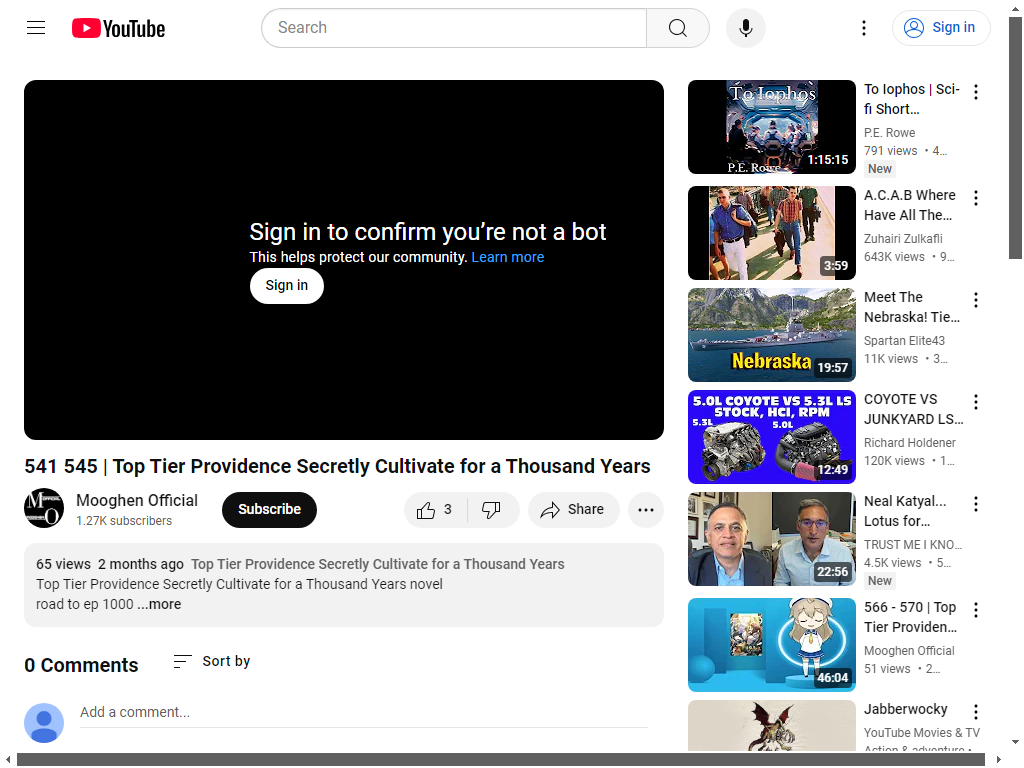 YouTube
Search
Sign in
Sign in to confirm you’re not a bot
This helps protect our community. Learn more
Sign in
541 545 | Top Tier Providence Secretly Cultivate for a Thousand Years
Mooghen Official
1.27K subscribers
Subscribe
3
Share
65 views 2 months ago Top Tier Providence Secretly Cultivate for a Thousand Years
Top Tier Providence Secretly Cultivate for a Thousand Years novel
road to ep 1000 ...more
0 Comments
Sort by
Add a comment...
To Iophos
P.E. Rowe
1:15:15
To Iophos | Sci-
fi Short...
P.E. Rowe
791 views • 4...
New
3:59
A.C.A.B Where
Have All The...
Zuhairi Zulkafli
643K views • 9...
Nebraska
19:57
Meet The
Nebraska! Tie...
Spartan Elite43
11K views • 3...
5.0L COYOTE VS 5.3L LS
STOCK, HCI, RPM
5.3L
5.0L
12:49
COYOTE VS
JUNKYARD LS...
Richard Holdener
120K views • 1...
22:56
Neal Katyal...
Lotus for...
TRUST ME I KNO...
4.5K views • 5...
New
46:04
566 - 570 | Top
Tier Providen...
Mooghen Official
51 views • 2...
Jabberwocky
YouTube Movies & TV
Action & adventure •